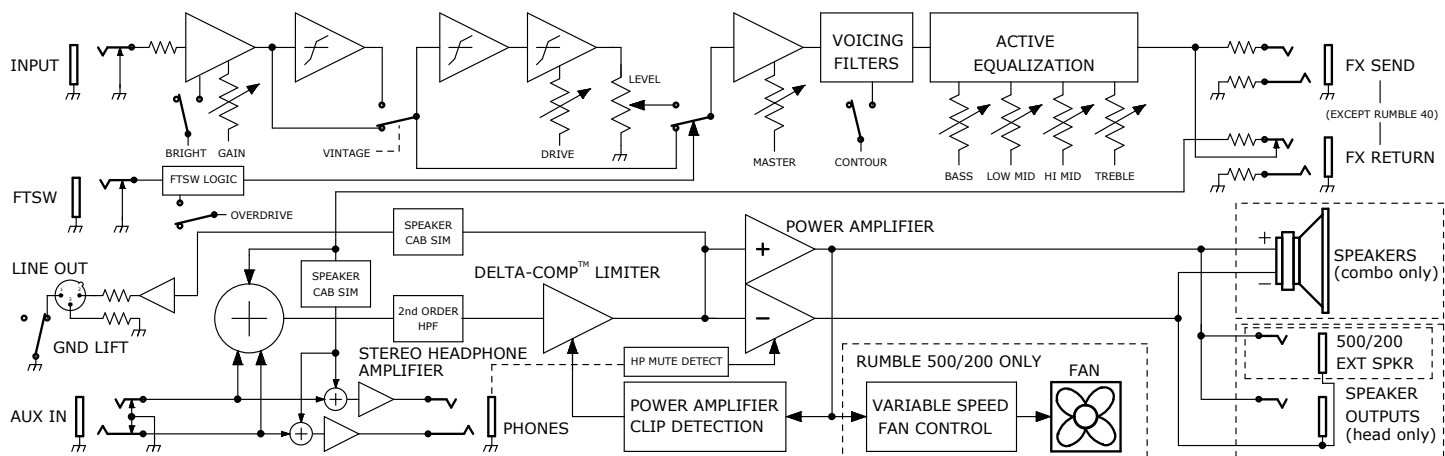 INPUT
BRIGHT
GAIN
VINTAGE
DRIVE
LEVEL
MASTER
VOICING
FILTERS
CONTOUR
ACTIVE
EQUALIZATION
BASS
LOW MID
HI MID
TREBLE
FX SEND
(EXCEPT RUMBLE 40)
FX RETURN
FTSW
FTSW LOGIC
OVERDRIVE
LINE OUT
GND LIFT
SPEAKER
CAB SIM
SPEAKER
CAB SIM
2nd ORDER
HPF
DELTA-COMP™ LIMITER
POWER AMPLIFIER
+
−
+
−
SPEAKERS
(combo only)
500/200
EXT SPKR
SPEAKER
OUTPUTS
(head only)
STEREO HEADPHONE
AMPLIFIER
HP MUTE DETECT
AUX IN
PHONES
POWER AMPLIFIER
CLIP DETECTION
RUMBLE 500/200 ONLY
VARIABLE SPEED
FAN CONTROL
FAN